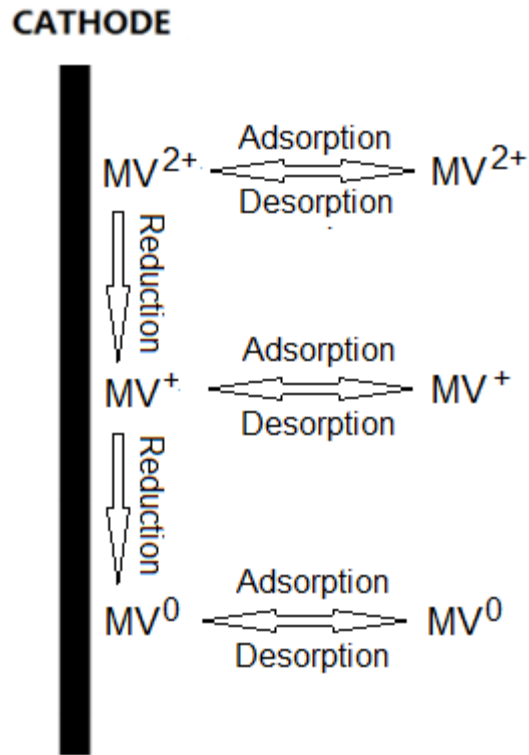 CATHODE
Adsorption
MV²⁺ MV²⁺
Desorption
Reduction
Adsorption
MV⁺ MV⁺
Desorption
Reduction
Adsorption
MV⁰ MV⁰
Desorption